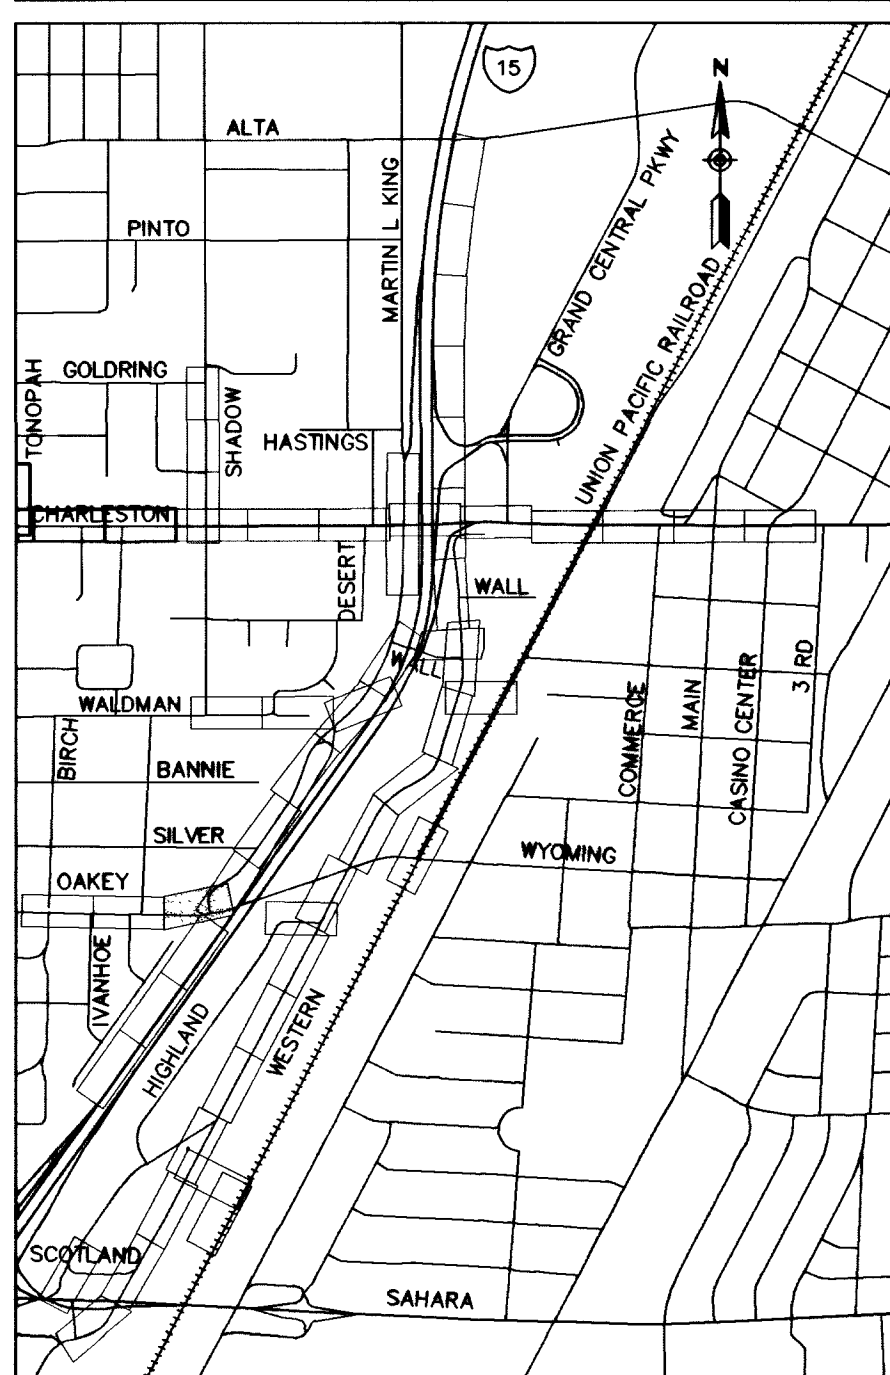 15
N
ALTA
MARTIN L KING
GRAND CENTRAL PKWY
PINTO
UNION PACIFIC RAILROAD
TONOPAH
GOLDRING
SHADOW
HASTINGS
CHARLESTON
DESERT
WALL
WALL
3 RD
WALDMAN
BIRCH
COMMERCE
MAIN
CASINO CENTER
BANNIE
SILVER
WYOMING
OAKEY
IVANHOE
HIGHLAND
WESTERN
SCOTLAND
SAHARA